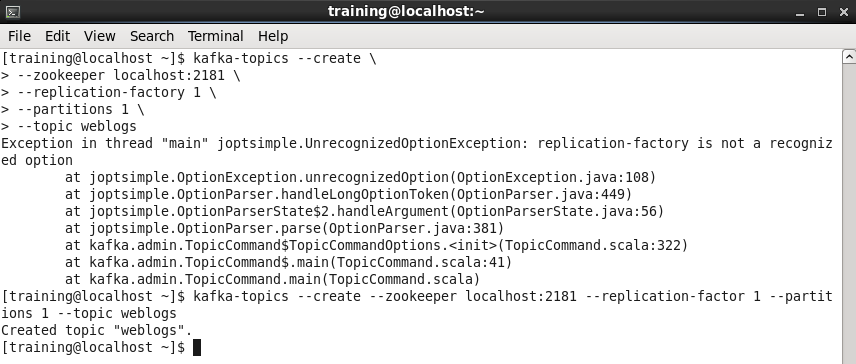 training@localhost:~
File Edit View Search Terminal Help
[training@localhost ~]$ kafka-topics --create \
> --zookeeper localhost:2181 \
> --replication-factory 1 \
> --partitions 1 \
> --topic weblogs
Exception in thread "main" joptsimple.UnrecognizedOptionException: replication-factory is not a recogniz
ed option
        at joptsimple.OptionException.unrecognizedOption(OptionException.java:108)
        at joptsimple.OptionParser.handleLongOptionToken(OptionParser.java:449)
        at joptsimple.OptionParserState$2.handleArgument(OptionParserState.java:56)
        at joptsimple.OptionParser.parse(OptionParser.java:381)
        at kafka.admin.TopicCommand$TopicCommandOptions.<init>(TopicCommand.scala:322)
        at kafka.admin.TopicCommand$.main(TopicCommand.scala:41)
        at kafka.admin.TopicCommand.main(TopicCommand.scala)
[training@localhost ~]$ kafka-topics --create --zookeeper localhost:2181 --replication-factor 1 --partit
ions 1 --topic weblogs
Created topic "weblogs".
[training@localhost ~]$